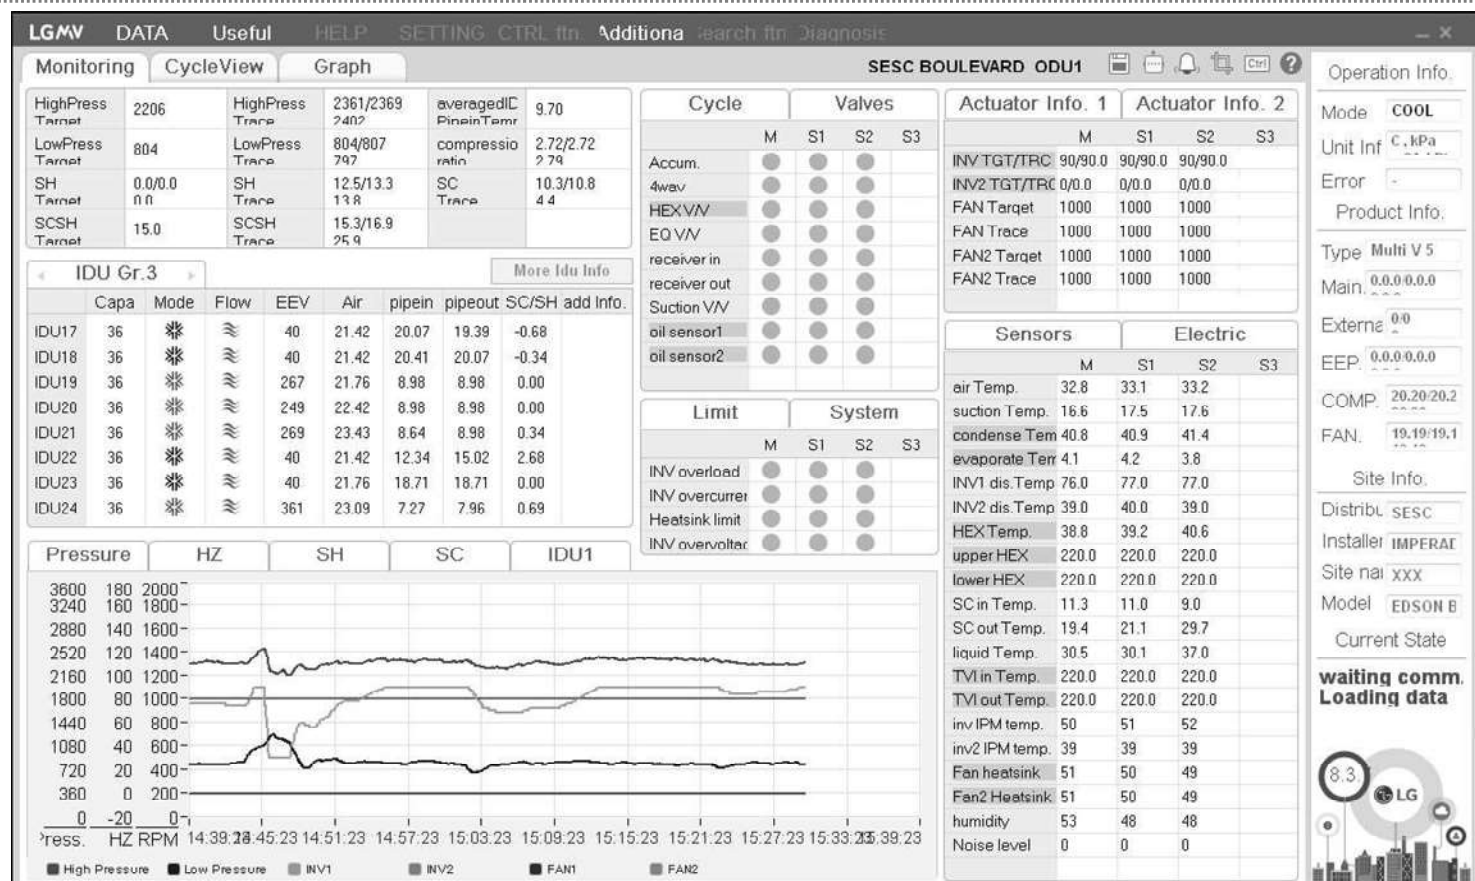 LGMV DATA Useful HELP SETTING CTRL ftn. Additiona Search ftn Diagnosis
Monitoring CycleView Graph SESC BOULEVARD ODU1 Ctrl ?
HighPress Target 2206 HighPress Trace 2361/2369 2402 averagedIC PipeinTemr 9.70
LowPress Target 804 LowPress Trace 804/807 797 compressio ratio 2.72/2.72 2.79
SH Target 0.0/0.0 0.0 SH Trace 12.5/13.3 13.8 SC Trace 10.3/10.8 4.4
SCSH Target 15.0 SCSH Trace 15.3/16.9 25.9
IDU Gr.3 More Idu Info
Capa Mode Flow EEV Air pipein pipeout SC/SH add Info.
IDU17 36 40 21.42 20.07 19.39 -0.68
IDU18 36 40 21.42 20.41 20.07 -0.34
IDU19 36 267 21.76 8.98 8.98 0.00
IDU20 36 249 22.42 8.98 8.98 0.00
IDU21 36 269 23.43 8.64 8.98 0.34
IDU22 36 40 21.42 12.34 15.02 2.68
IDU23 36 40 21.76 18.71 18.71 0.00
IDU24 36 361 23.09 7.27 7.96 0.69
Pressure HZ SH SC IDU1
3600 180 2000
3240 160 1800
2880 140 1600
2520 120 1400
2160 100 1200
1800 80 1000
1440 60 800
1080 40 600
720 20 400
360 0 200
0 -20 0
Press. HZ RPM 14:39:23 14:45:23 14:51:23 14:57:23 15:03:23 15:09:23 15:15:23 15:21:23 15:27:23 15:33:23 15:39:23
High Pressure Low Pressure INV1 INV2 FAN1 FAN2
Cycle Valves
M S1 S2 S3
Accum.
4way
HEX V/V
EQ V/V
receiver in
receiver out
Suction V/V
oil sensor1
oil sensor2
Limit System
M S1 S2 S3
INV overload
INV overcurrer
Heatsink limit
INV overvoltac
Actuator Info. 1 Actuator Info. 2
M S1 S2 S3
INV TGT/TRC 90/90.0 90/90.0 90/90.0
INV2 TGT/TRC 0/0.0 0/0.0 0/0.0
FAN Target 1000 1000 1000
FAN Trace 1000 1000 1000
FAN2 Target 1000 1000 1000
FAN2 Trace 1000 1000 1000
Sensors Electric
M S1 S2 S3
air Temp. 32.8 33.1 33.2
suction Temp. 16.6 17.5 17.6
condense Tem 40.8 40.9 41.4
evaporate Terr 4.1 4.2 3.8
INV1 dis.Temp 76.0 77.0 77.0
INV2 dis.Temp 39.0 40.0 39.0
HEX Temp. 38.8 39.2 40.6
upper HEX 220.0 220.0 220.0
lower HEX 220.0 220.0 220.0
SC in Temp. 11.3 11.0 9.0
SC out Temp. 19.4 21.1 29.7
liquid Temp. 30.5 30.1 37.0
TVI in Temp. 220.0 220.0 220.0
TVI out Temp. 220.0 220.0 220.0
inv IPM temp. 50 51 52
inv2 IPM temp. 39 39 39
Fan heatsink 51 50 49
Fan2 Heatsink 51 50 49
humidity 53 48 48
Noise level 0 0 0
Operation Info.
Mode COOL
Unit Inf C , kPa
Error -
Product Info.
Type Multi V 5
Main. 0.0.0/0.0.0
Externa 0/0
EEP. 0.0.0/0.0.0
COMP. 20.20/20.2
FAN. 19.19/19.1
Site Info.
Distribu SESC
Installer IMPERAD
Site nai XXX
Model EDSON B
Current State
waiting comm.
Loading data
8.3.
LG